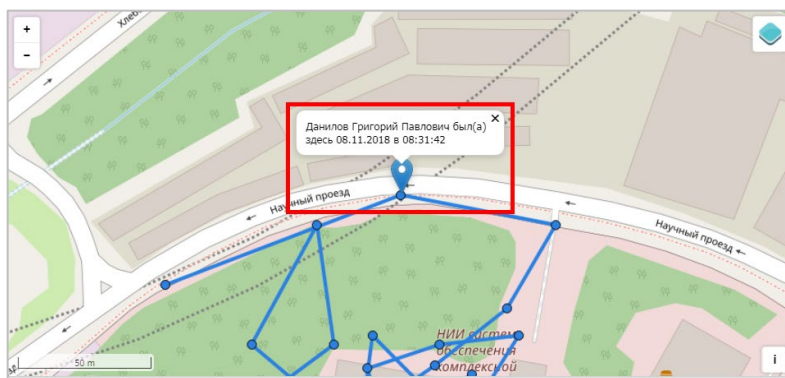 Хлеб
+
-
Данилов Григорий Павлович был(а)
здесь 08.11.2018 в 08:31:42
×
Научный проезд
Научный проезд
НИИ систем
обеспечения
комплексной
50 m
i